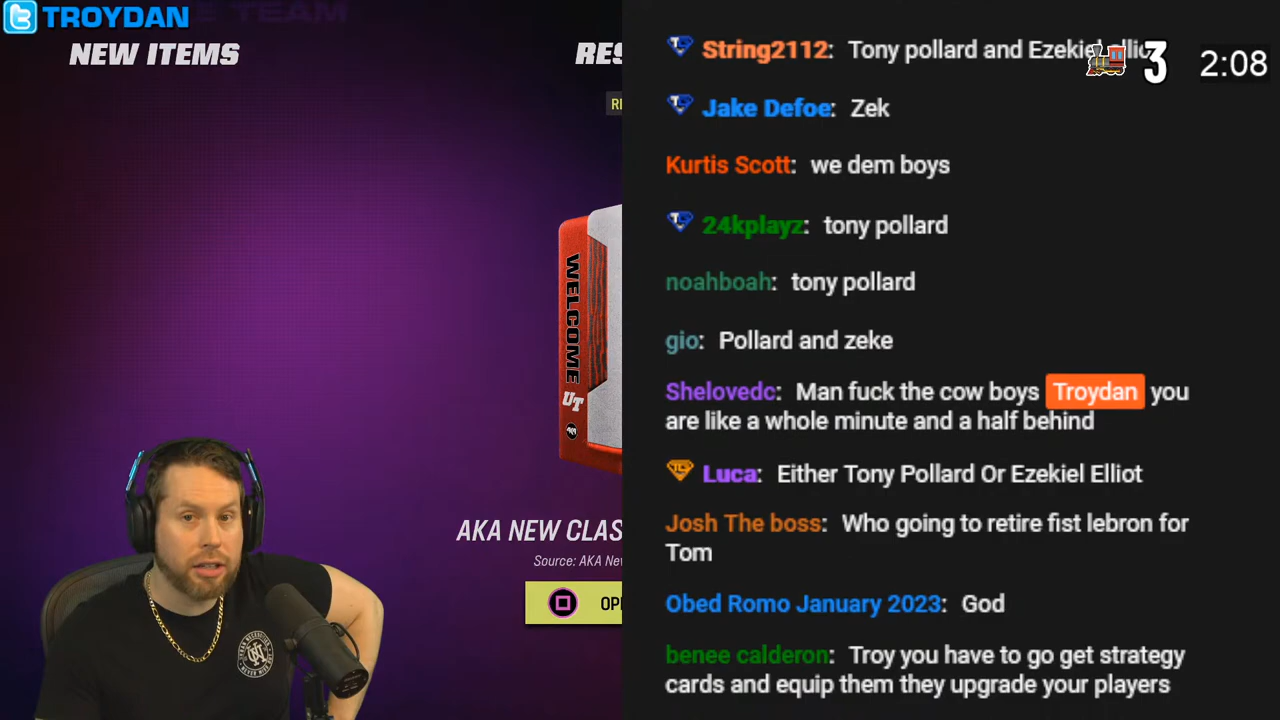 TROYDAN
NEW ITEMS
RES
RE
WELCOME
UT
AKA NEW CLAS
Source: AKA Ne
OP
3
2:08
String2112: Tony pollard and Ezekiel
Jake Defoe: Zek
Kurtis Scott: we dem boys
24kplayz: tony pollard
noahboah: tony pollard
gio: Pollard and zeke
Shelovedc: Man fuck the cow boys Troydan you
are like a whole minute and a half behind
Luca: Either Tony Pollard Or Ezekiel Elliot
Josh The boss: Who going to retire fist lebron for
Tom
Obed Romo January 2023: God
benee calderon: Troy you have to go get strategy
cards and equip them they upgrade your players